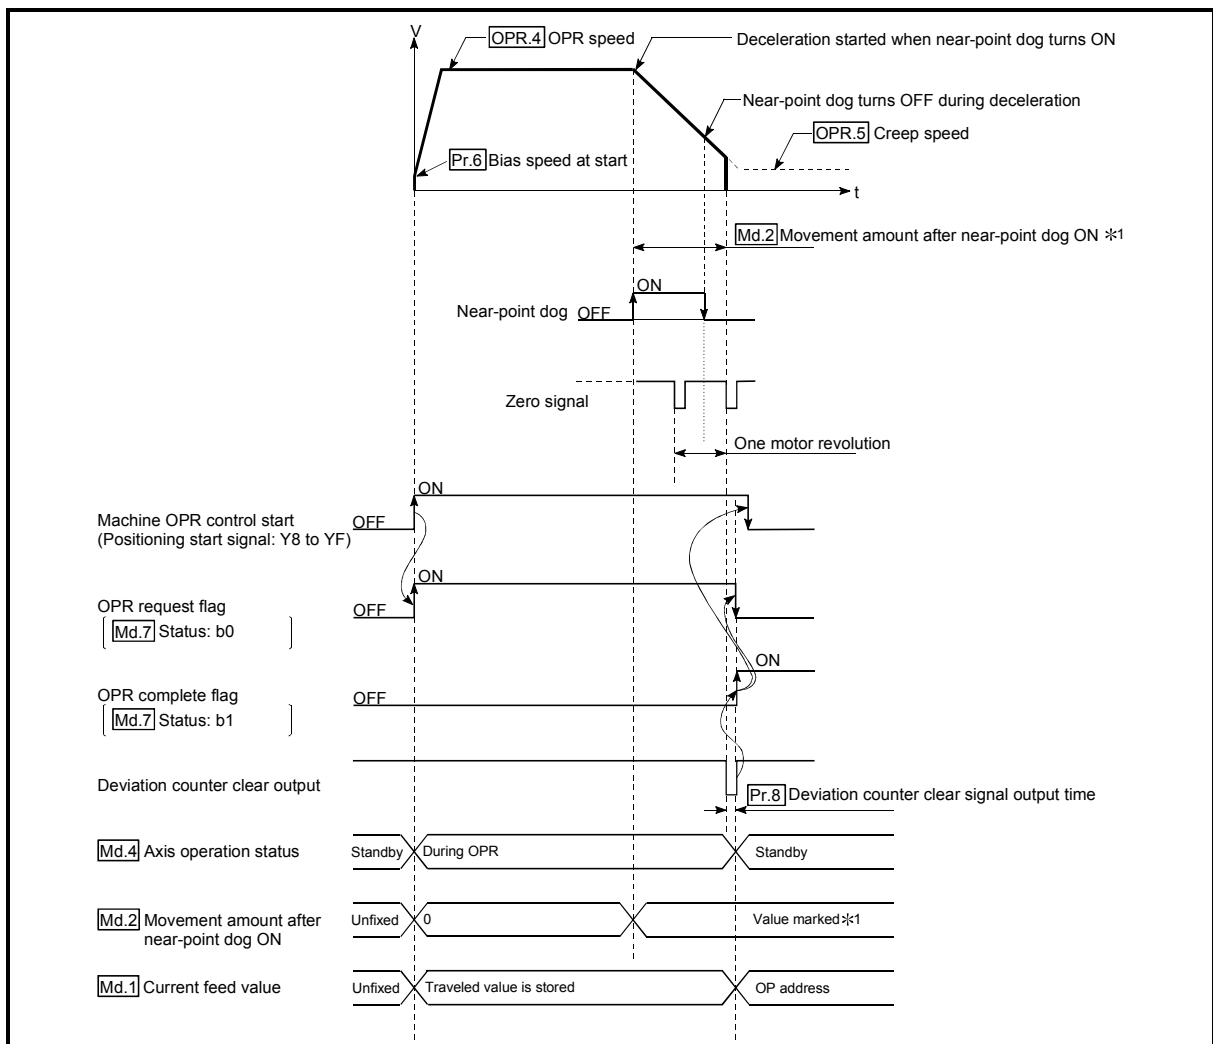 V
OPR.4 OPR speed
Deceleration started when near-point dog turns ON
Near-point dog turns OFF during deceleration
OPR.5 Creep speed
Pr.6 Bias speed at start
t
Md.2 Movement amount after near-point dog ON ✻1
ON
Near-point dog OFF
Zero signal
One motor revolution
ON
Machine OPR control start
(Positioning start signal: Y8 to YF)
OFF
ON
OPR request flag
OFF
Md.7 Status: b0
ON
OPR complete flag
OFF
Md.7 Status: b1
Deviation counter clear output
Pr.8 Deviation counter clear signal output time
Md.4 Axis operation status Standby During OPR Standby
Md.2 Movement amount after
near-point dog ON
Unfixed 0 Value marked✻1
Md.1 Current feed value Unfixed Traveled value is stored OP address